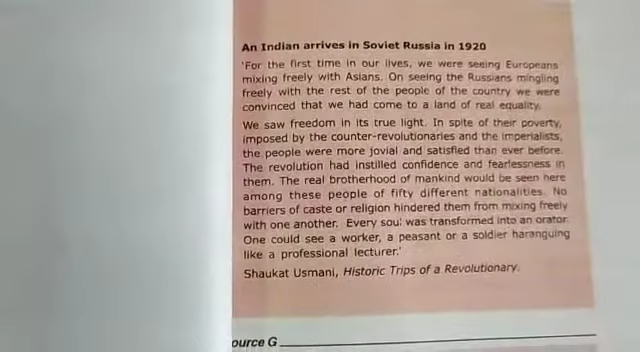 An Indian arrives in Soviet Russia in 1920
'For the first time in our lives, we were seeing Europeans
mixing freely with Asians. On seeing the Russians mingling
freely with the rest of the people of the country we were
convinced that we had come to a land of real equality.
We saw freedom in its true light. In spite of their poverty,
imposed by the counter-revolutionaries and the imperialists,
the people were more jovial and satisfied than ever before.
The revolution had instilled confidence and fearlessness in
them. The real brotherhood of mankind would be seen here
among these people of fifty different nationalities. No
barriers of caste or religion hindered them from mixing freely
with one another. Every soul was transformed into an orator.
One could see a worker, a peasant or a soldier haranguing
like a professional lecturer.'
Shaukat Usmani, Historic Trips of a Revolutionary.
ource G